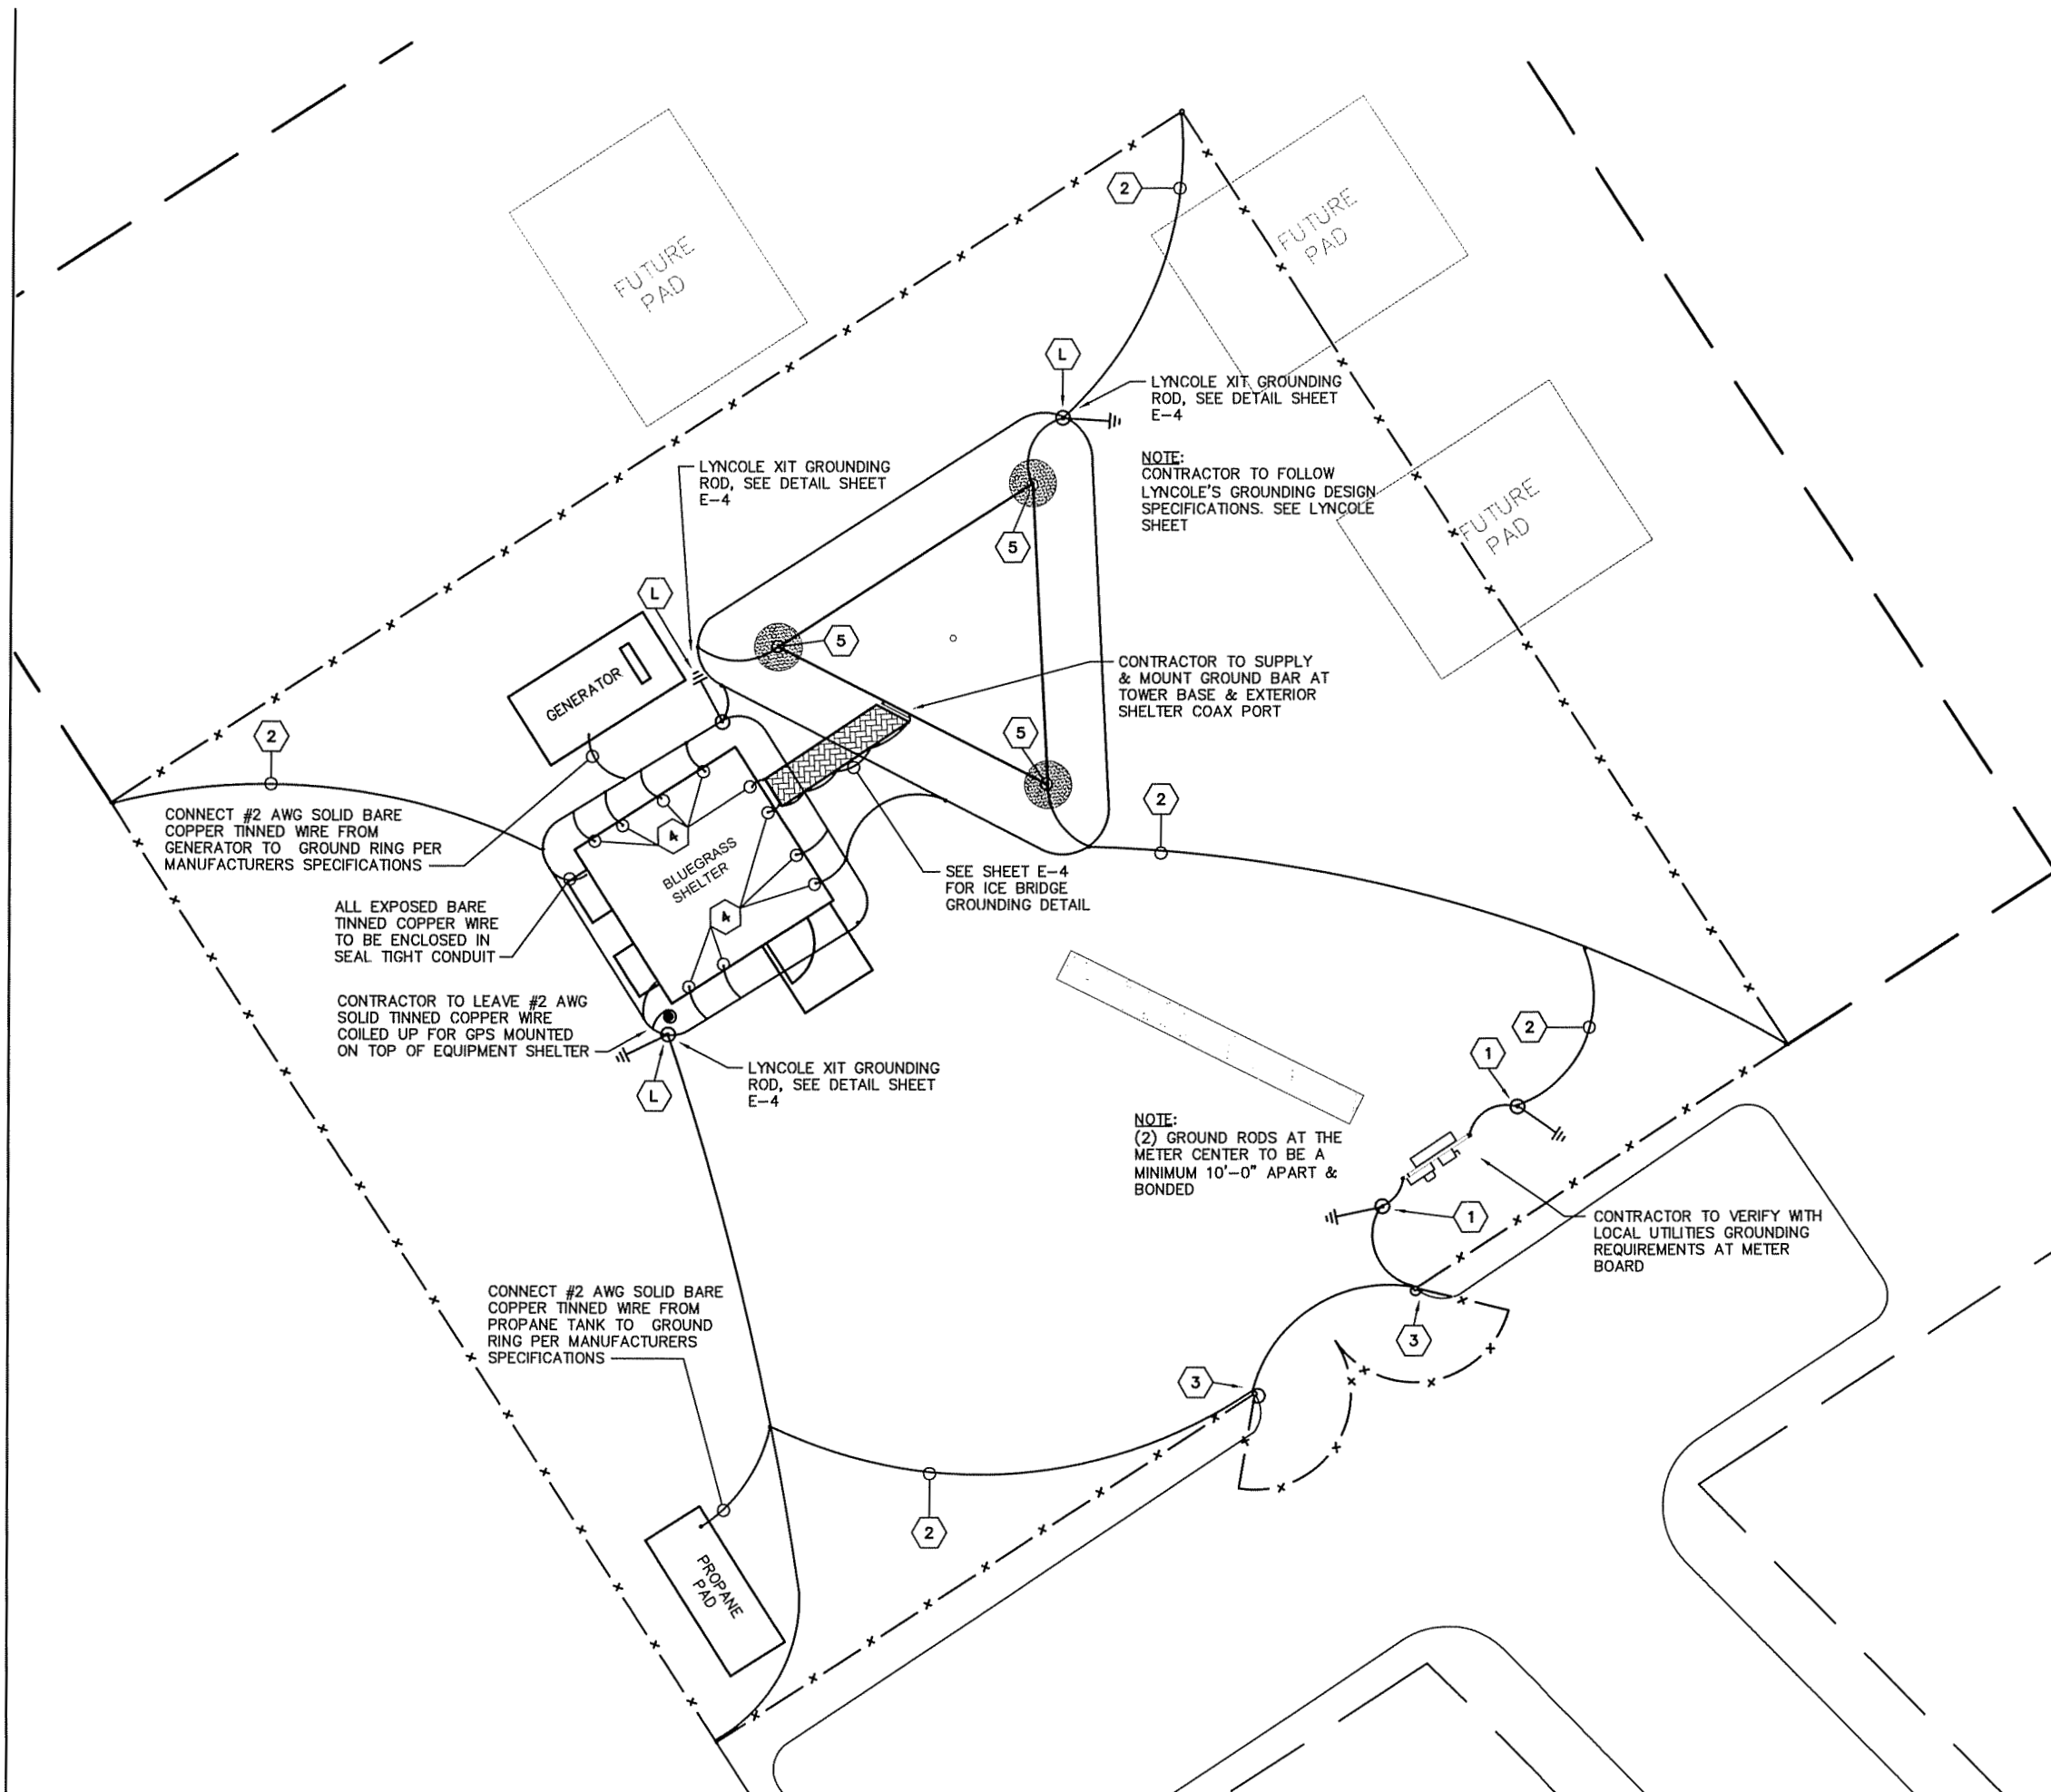 FUTURE
PAD
2
FUTURE
PAD
L
LYNCOLE XIT GROUNDING
ROD, SEE DETAIL SHEET
E-4
NOTE:
CONTRACTOR TO FOLLOW
LYNCOLE'S GROUNDING DESIGN
SPECIFICATIONS. SEE LYNCOLE
SHEET
LYNCOLE XIT GROUNDING
ROD, SEE DETAIL SHEET
E-4
FUTURE
PAD
5
L
5
GENERATOR
CONTRACTOR TO SUPPLY
& MOUNT GROUND BAR AT
TOWER BASE & EXTERIOR
SHELTER COAX PORT
2
5
2
CONNECT #2 AWG SOLID BARE
COPPER TINNED WIRE FROM
GENERATOR TO GROUND RING PER
MANUFACTURERS SPECIFICATIONS
4
BLUEGRASS
SHELTER
4
SEE SHEET E-4
FOR ICE BRIDGE
GROUNDING DETAIL
ALL EXPOSED BARE
TINNED COPPER WIRE
TO BE ENCLOSED IN
SEAL TIGHT CONDUIT
CONTRACTOR TO LEAVE #2 AWG
SOLID TINNED COPPER WIRE
COILED UP FOR GPS MOUNTED
ON TOP OF EQUIPMENT SHELTER
L
LYNCOLE XIT GROUNDING
ROD, SEE DETAIL SHEET
E-4
2
1
NOTE:
(2) GROUND RODS AT THE
METER CENTER TO BE A
MINIMUM 10'-0" APART &
BONDED
1
CONTRACTOR TO VERIFY WITH
LOCAL UTILITIES GROUNDING
REQUIREMENTS AT METER
BOARD
3
3
CONNECT #2 AWG SOLID BARE
COPPER TINNED WIRE FROM
PROPANE TANK TO GROUND
RING PER MANUFACTURERS
SPECIFICATIONS
2
PROPANE
PAD